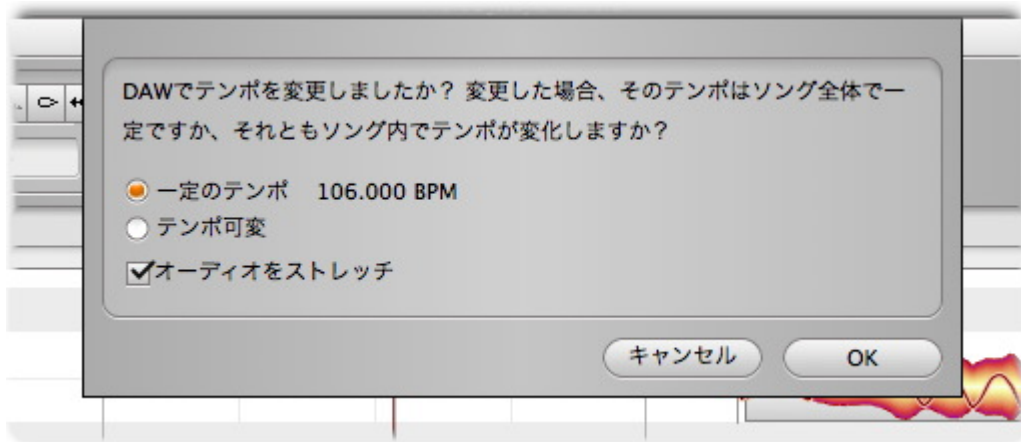 DAWでテンポを変更しましたか？ 変更した場合、そのテンポはソング全体で一
定ですか、それともソング内でテンポが変化しますか？
一定のテンポ 106.000 BPM
テンポ可変
オーディオをストレッチ
キャンセル OK